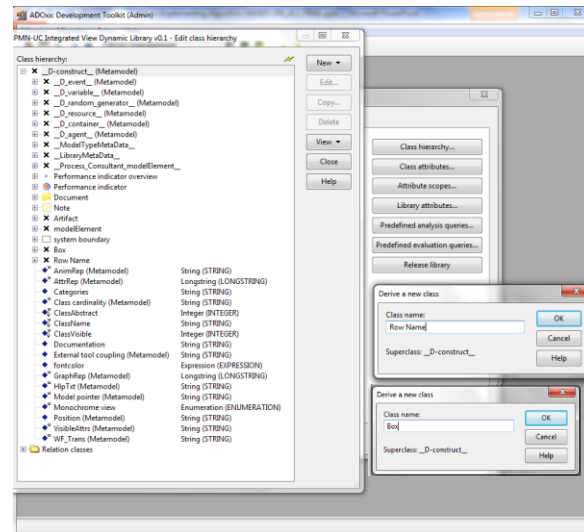 ADOxx: Development Toolkit (Admin)
PMN-UC Integrated View Dynamic Library v0.1 - Edit class hierarchy
Class hierarchy:
__D-construct__ (Metamodel)
__D_event__ (Metamodel)
__D_variable__ (Metamodel)
__D_random_generator__ (Metamodel)
__D_resource__ (Metamodel)
__D_container__ (Metamodel)
__D_agent__ (Metamodel)
__ModelTypeMetaData__
__LibraryMetaData__
__Process_Consultant_modelElement__
Performance indicator overview
Performance indicator
Document
Note
Artifact
modelElement
system boundary
Box
Row Name
AnimRep (Metamodel) String (STRING)
AttrRep (Metamodel) Longstring (LONGSTRING)
Categories String (STRING)
Class cardinality (Metamodel) String (STRING)
ClassAbstract Integer (INTEGER)
ClassName String (STRING)
ClassVisible Integer (INTEGER)
Documentation String (STRING)
External tool coupling (Metamodel) String (STRING)
fontcolor Expression (EXPRESSION)
GraphRep (Metamodel) Longstring (LONGSTRING)
HlpTxt (Metamodel) String (STRING)
Model pointer (Metamodel) String (STRING)
Monochrome view Enumeration (ENUMERATION)
Position (Metamodel) String (STRING)
VisibleAttrs (Metamodel) String (STRING)
WF_Trans (Metamodel) String (STRING)
Relation classes
New
Edit...
Copy...
Delete
View
Close
Help
Class hierarchy...
Class attributes...
Attribute scopes...
Library attributes...
Predefined analysis queries...
Predefined evaluation queries...
Release library
Derive a new class
Class name:
Row Name
Superclass: __D-construct__
OK
Cancel
Help
Derive a new class
Class name:
Box
Superclass: __D-construct__
OK
Cancel
Help